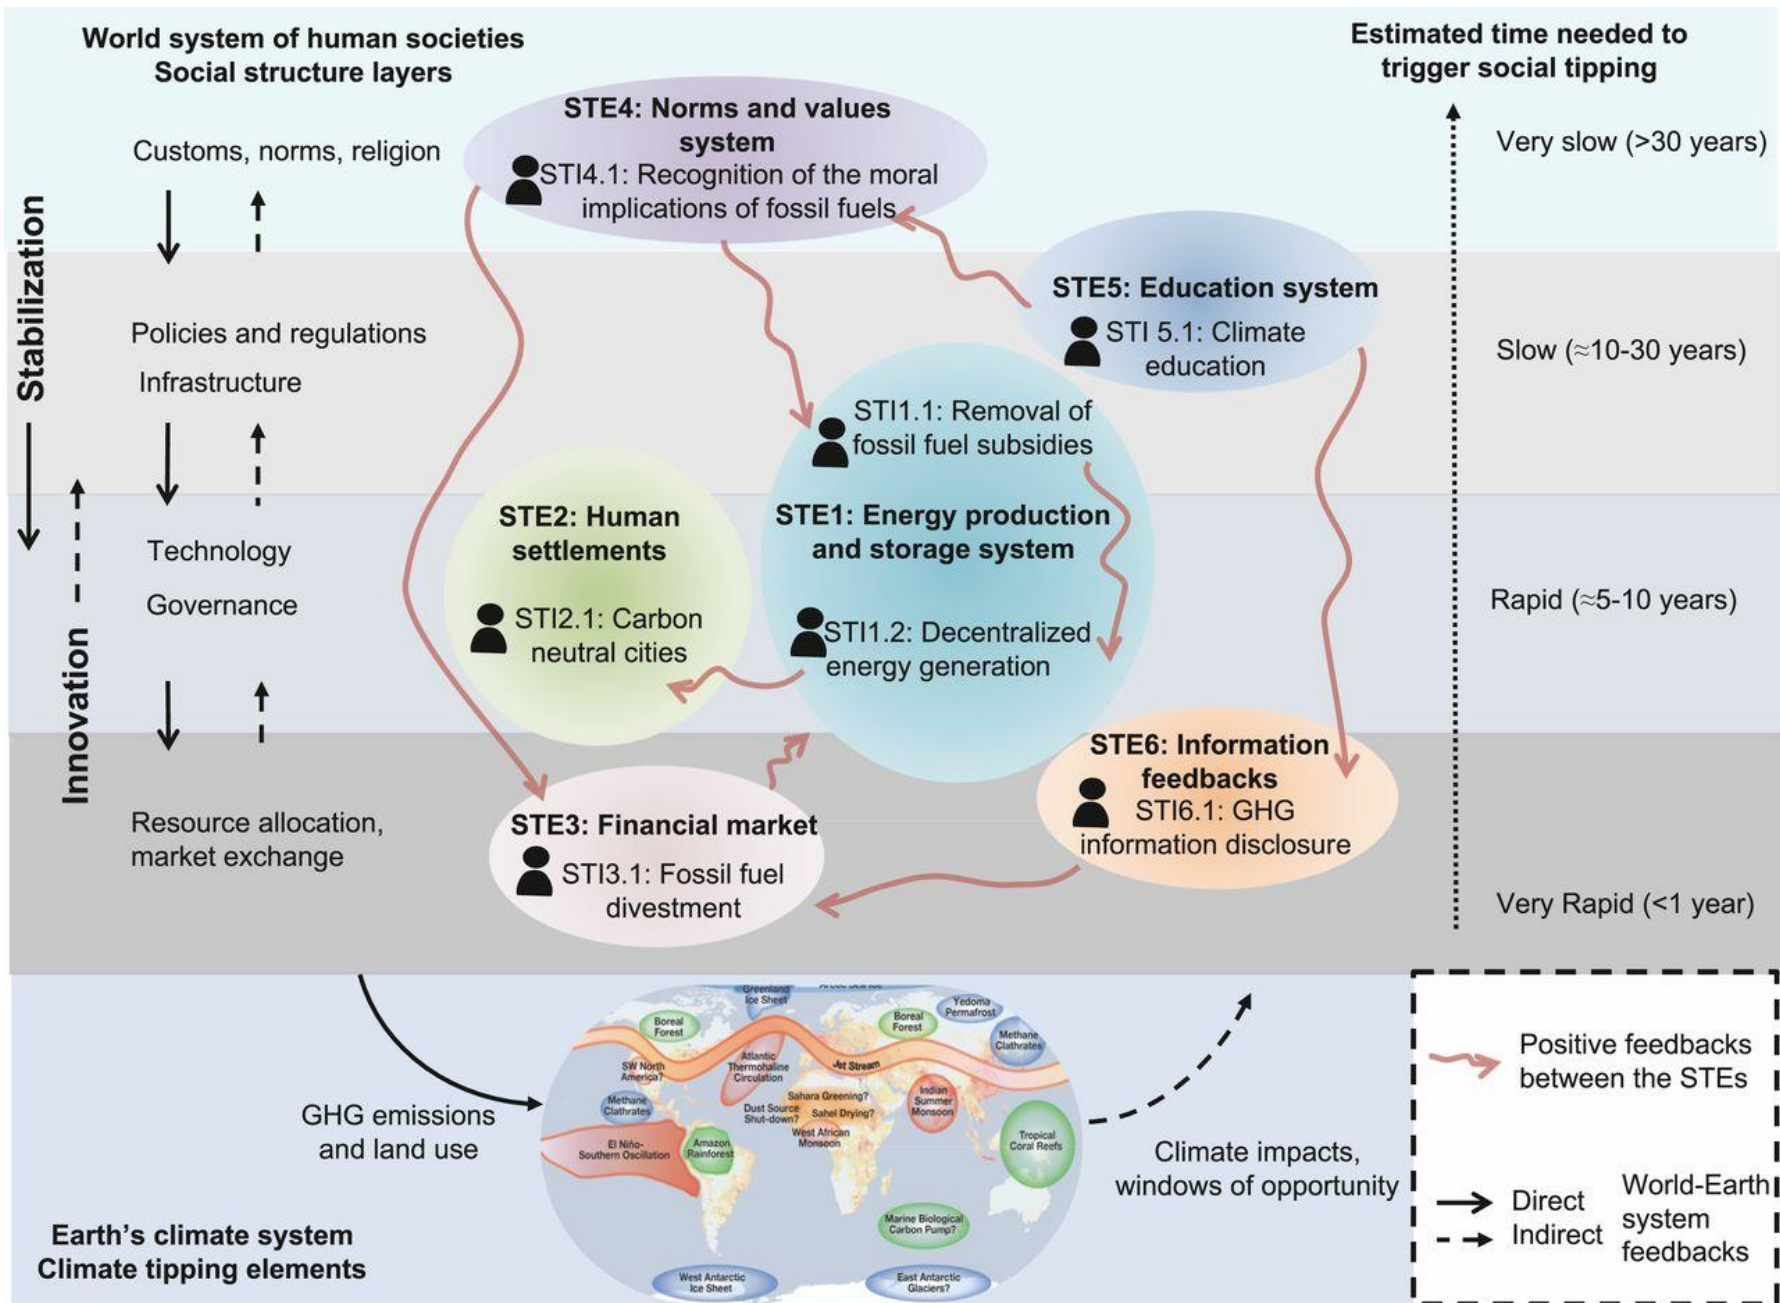 World system of human societies
Social structure layers
Estimated time needed to
trigger social tipping
Customs, norms, religion
Policies and regulations
Infrastructure
Technology
Governance
Resource allocation,
market exchange
Stabilization
Innovation
STE4: Norms and values
system
STI4.1: Recognition of the moral
implications of fossil fuels
STE5: Education system
STI 5.1: Climate
education
STI1.1: Removal of
fossil fuel subsidies
STE1: Energy production
and storage system
STI1.2: Decentralized
energy generation
STE2: Human
settlements
STI2.1: Carbon
neutral cities
STE3: Financial market
STI3.1: Fossil fuel
divestment
STE6: Information
feedbacks
STI6.1: GHG
information disclosure
Very slow (>30 years)
Slow (≈10-30 years)
Rapid (≈5-10 years)
Very Rapid (<1 year)
GHG emissions
and land use
Earth's climate system
Climate tipping elements
Greenland
Ice Sheet
Arctic Sea Ice
Yedoma
Permafrost
Boreal
Forest
Boreal
Forest
Methane
Clathrates
SW North
America?
Atlantic
Thermohaline
Circulation
Jet Stream
Methane
Clathrates
Sahara Greening?
Dust Source
Shut-down?
Sahel Drying?
Indian
Summer
Monsoon
West African
Monsoon
El Niño-
Southern Oscillation
Amazon
Rainforest
Tropical
Coral Reefs
Marine Biological
Carbon Pump?
West Antarctic
Ice Sheet
East Antarctic
Glaciers?
Climate impacts,
windows of opportunity
Positive feedbacks
between the STEs
Direct
Indirect
World-Earth
system
feedbacks